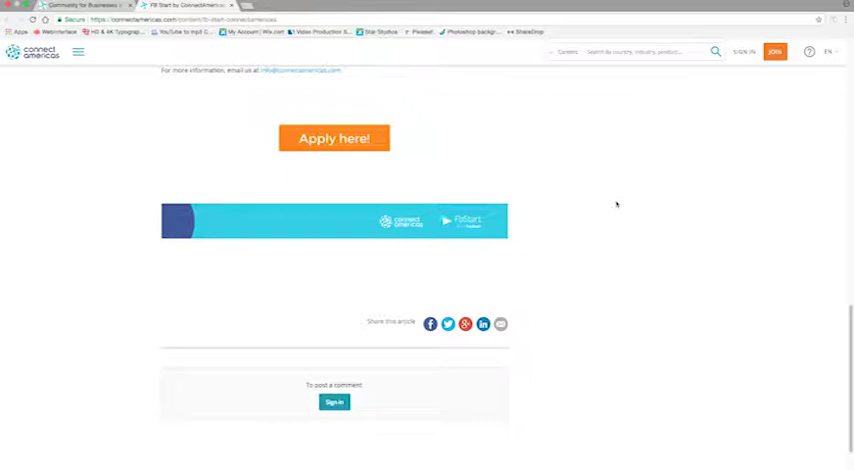 Community for Businesses
FB Start by ConnectAmericas
Secure
https://connectamericas.com/content/fb-start-connectamericas
Apps
WebInterface
HD & 4K Typograp...
YouTube to mp3 C...
My Account | Wix.com
Video Production S...
Star Studios
Please!
Photoshop backgr...
ShareDrop
connect
americas
Content
Search by country, industry, product...
SIGN IN
JOIN
?
EN
For more information, email us at info@connectamericas.com.
Apply here!
connect
americas
FbStart
Share this article
To post a comment
Sign in